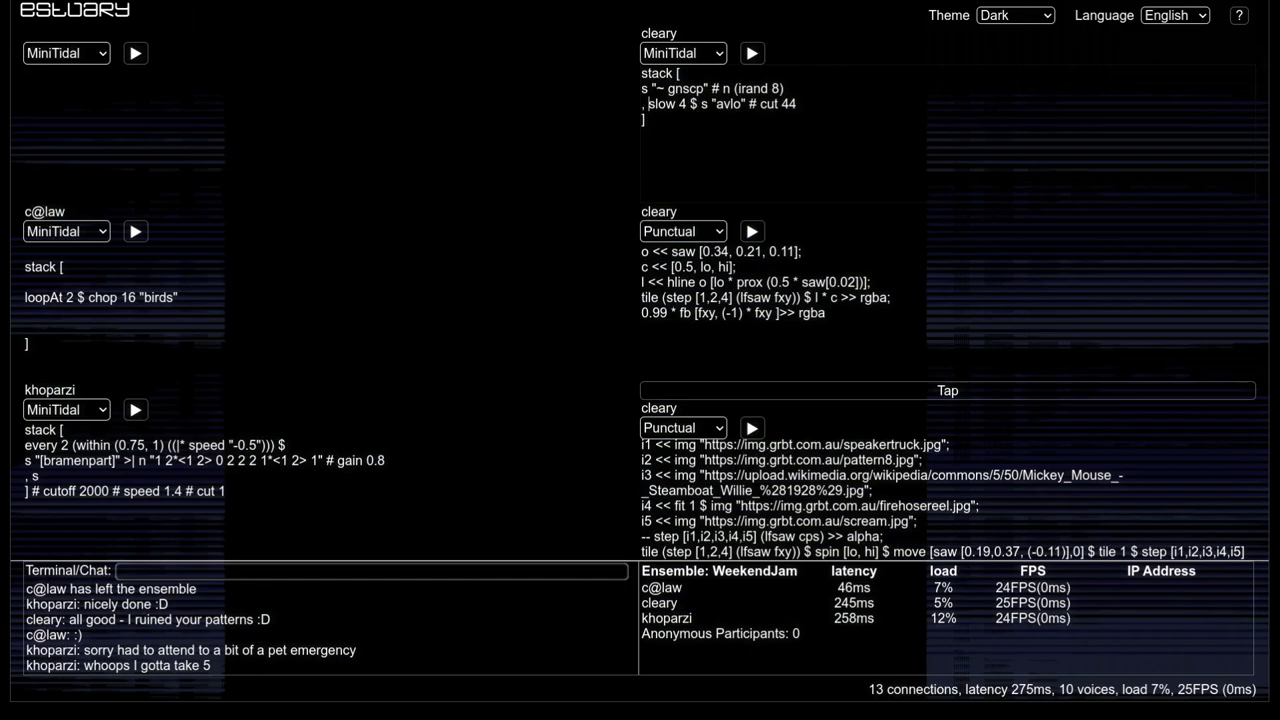 estuary
Theme Dark Language English ?
MiniTidal
cleary
MiniTidal
stack [
s "~ gnscp" # n (irand 8)
, slow 4 $ s "avlo" # cut 44
]
c@law
MiniTidal
stack [
loopAt 2 $ chop 16 "birds"
]
cleary
Punctual
o << saw [0.34, 0.21, 0.11];
c << [0.5, lo, hi];
l << hline o [lo * prox (0.5 * saw[0.02])];
tile (step [1,2,4] (lfsaw fxy)) $ l * c >> rgba;
0.99 * fb [fxy, (-1) * fxy ]>> rgba
khoparzi
MiniTidal
stack [
every 2 (within (0.75, 1) ((|* speed "-0.5"))) $
s "[bramenpart]" >| n "1 2*<1 2> 0 2 2 2 1*<1 2> 1" # gain 0.8
, s
] # cutoff 2000 # speed 1.4 # cut 1
Tap
cleary
Punctual
i1 << img "https://img.grbt.com.au/speakertruck.jpg";
i2 << img "https://img.grbt.com.au/pattern8.jpg";
i3 << img "https://upload.wikimedia.org/wikipedia/commons/5/50/Mickey_Mouse_-
_Steamboat_Willie_%281928%29.jpg";
i4 << fit 1 $ img "https://img.grbt.com.au/firehosereel.jpg";
i5 << img "https://img.grbt.com.au/scream.jpg";
-- step [i1,i2,i3,i4,i5] (lfsaw cps) >> alpha;
tile (step [1,2,4] (lfsaw fxy)) $ spin [lo, hi] $ move [saw [0.19,0.37, (-0.11)],0] $ tile 1 $ step [i1,i2,i3,i4,i5]
Terminal/Chat:
c@law has left the ensemble
khoparzi: nicely done :D
cleary: all good - I ruined your patterns :D
c@law: :)
khoparzi: sorry had to attend to a bit of a pet emergency
khoparzi: whoops I gotta take 5
Ensemble: WeekendJam latency load FPS IP Address
c@law 46ms 7% 24FPS(0ms)
cleary 245ms 5% 25FPS(0ms)
khoparzi 258ms 12% 24FPS(0ms)
Anonymous Participants: 0
13 connections, latency 275ms, 10 voices, load 7%, 25FPS (0ms)